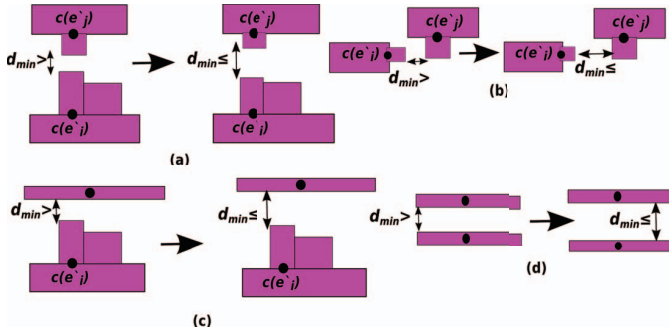 c(e`j) c(e`j) c(e`j) c(e`j)
dmin> dmin≤ c(e`i) c(e`i)
dmin> dmin≤
(b)
c(e`i) c(e`i)
(a)
dmin> dmin≤ dmin> dmin≤
c(e`i) c(e`i) (d)
(c)